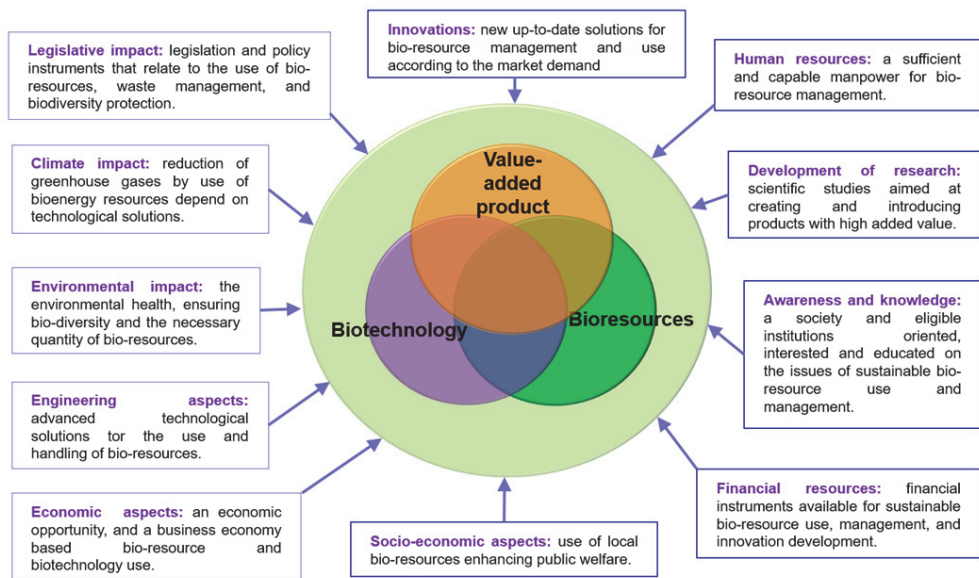 Innovations: new up-to-date solutions for
bio-resource management and use
according to the market demand
Legislative impact: legislation and policy
instruments that relate to the use of bio-
resources, waste management, and
biodiversity protection.
Human resources: a sufficient
and capable manpower for bio-
resource management.
Climate impact: reduction of
greenhouse gases by use of
bioenergy resources depend on
technological solutions.
Development of research:
scientific studies aimed at
creating and introducing
products with high added value.
Value-
added
product
Biotechnology
Bioresources
Environmental impact: the
environmental health, ensuring
bio-diversity and the necessary
quantity of bio-resources.
Awareness and knowledge:
a society and eligible
institutions oriented,
interested and educated on
the issues of sustainable bio-
resource use and
management.
Engineering aspects:
advanced technological
solutions tor the use and
handling of bio-resources.
Economic aspects: an economic
opportunity, and a business economy
based bio-resource and
biotechnology use.
Socio-economic aspects: use of local
bio-resources enhancing public welfare.
Financial resources: financial
instruments available for sustainable
bio-resource use, management, and
innovation development.